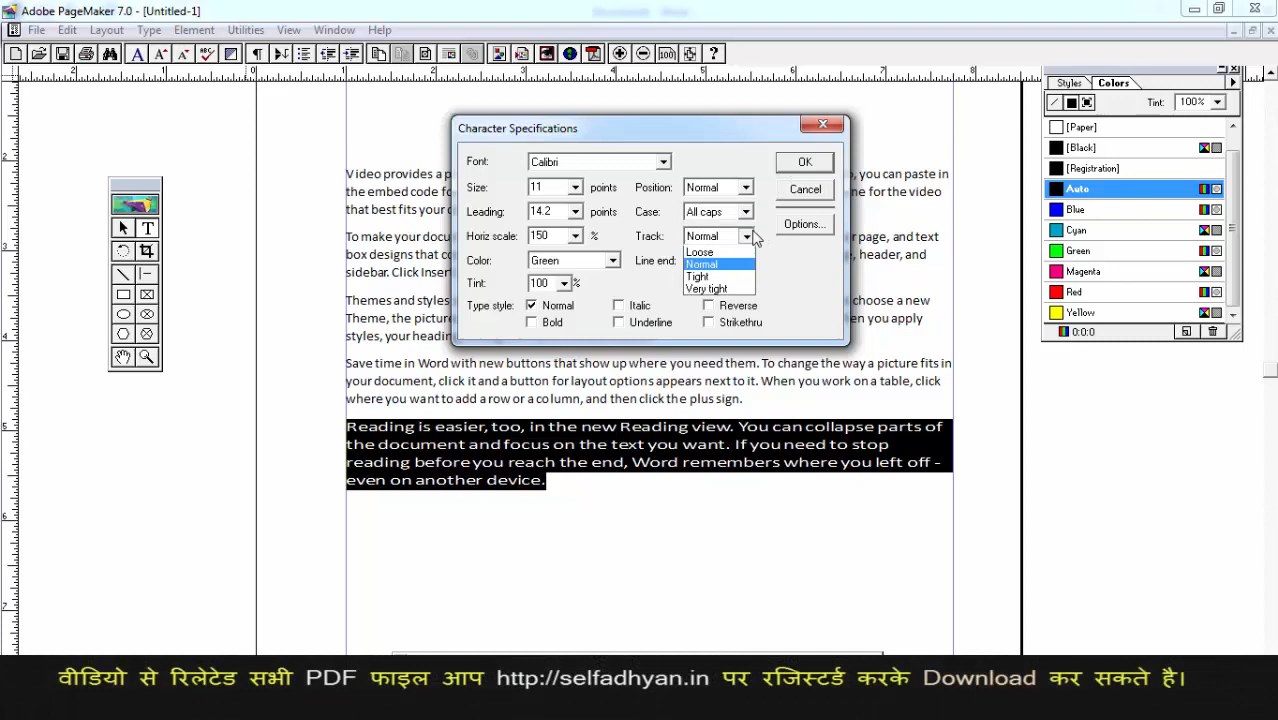 Adobe PageMaker 7.0 - [Untitled-1]
File Edit Layout Type Element Utilities View Window Help
2 1 0 1 2 3 4 5 6 7 8
Styles Colors
Tint: 100%
[Paper]
[Black]
[Registration]
Auto
Blue
Cyan
Green
Magenta
Red
Yellow
0:0:0
Character Specifications
Font: Calibri OK
Size: 11 points Position: Normal Cancel
Leading: 14.2 points Case: All caps
Options...
Horiz scale: 150 % Track: Normal
Loose
Normal
Tight
Very tight
Color: Green Line end:
Tint: 100 %
Type style: Normal Italic Reverse
Bold Underline Strikethru
Video provides a p , you can paste in
the embed code fo ne for the video
that best fits your
To make your docu page, and text
box designs that co header, and
sidebar. Click Inser
Themes and styles choose a new
Theme, the pictur n you apply
styles, your headin
Save time in Word with new buttons that show up where you need them. To change the way a picture fits in
your document, click it and a button for layout options appears next to it. When you work on a table, click
where you want to add a row or a column, and then click the plus sign.
Reading is easier, too, in the new Reading view. You can collapse parts of
the document and focus on the text you want. If you need to stop
reading before you reach the end, Word remembers where you left off -
even on another device.
वीडियो से रिलेटेड सभी PDF फाइल आप http://selfadhyan.in पर रजिस्टर्ड करके Download कर सकते है।